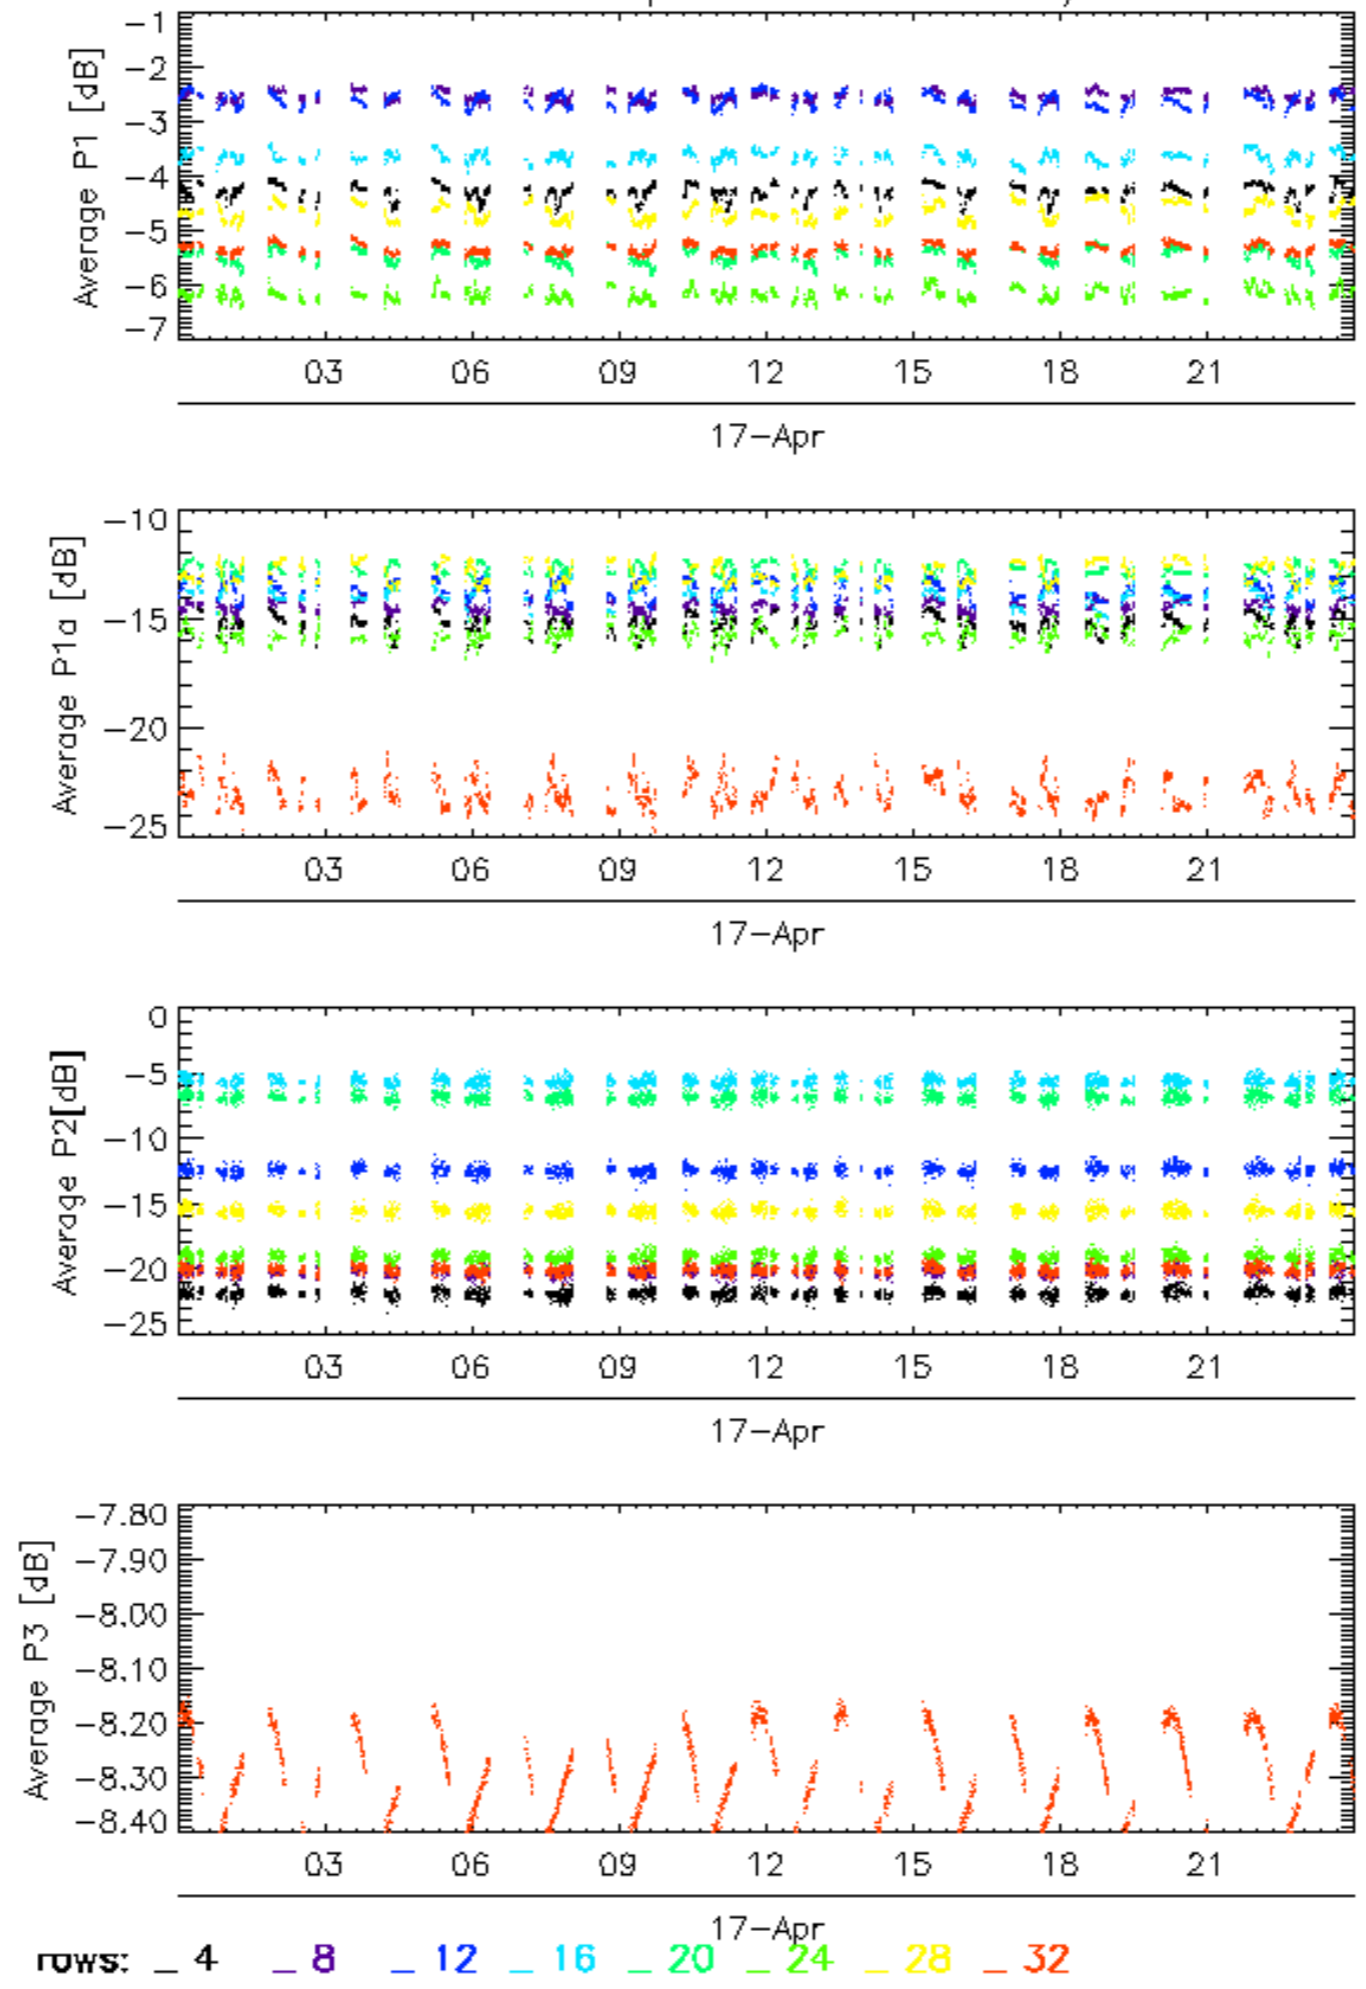 -1
-2
-3
-4
-5
-6
-7
Average P1 [dB]
03 06 09 12 15 18 21
17-Apr
-10
-15
-20
-25
Average P1a [dB]
03 06 09 12 15 18 21
17-Apr
0
-5
-10
-15
-20
-25
Average P2[dB]
03 06 09 12 15 18 21
17-Apr
-7.80
-7.90
-8.00
-8.10
-8.20
-8.30
-8.40
Average P3 [dB]
03 06 09 12 15 18 21
17-Apr
rows: _ 4 _ 8 _ 12 _ 16 _ 20 _ 24 _ 28 _ 32